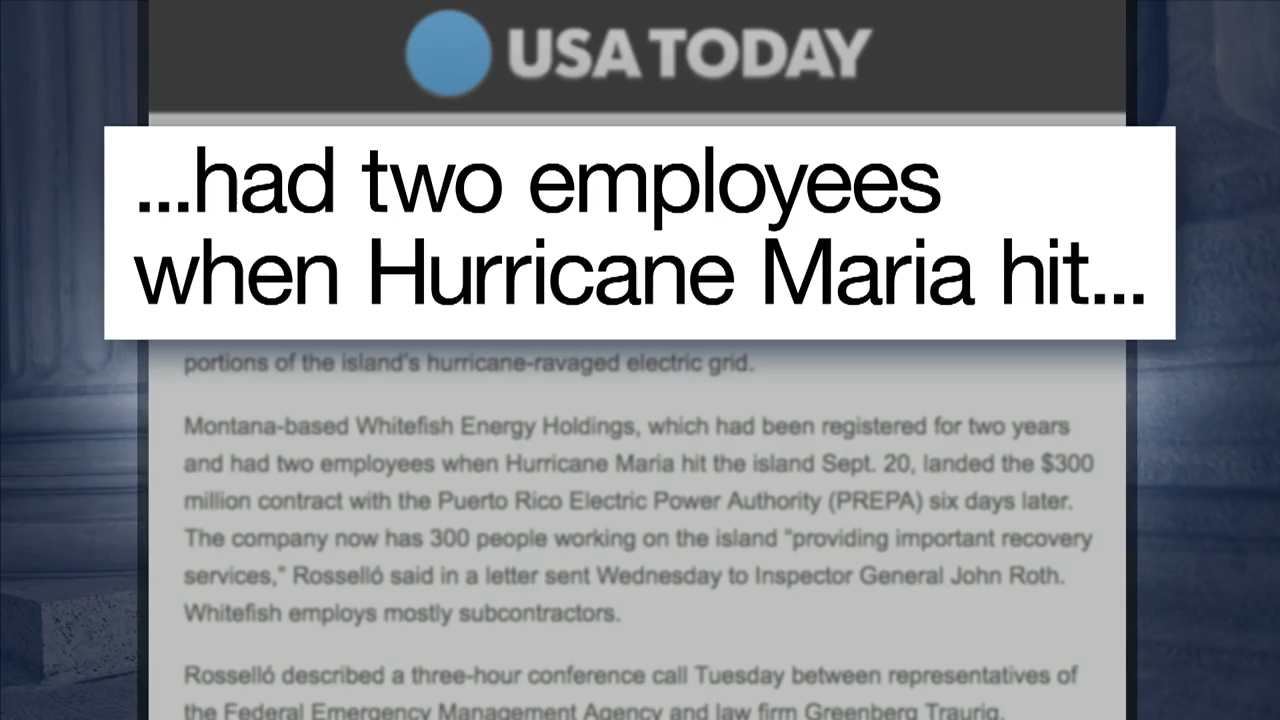 USA TODAY
...had two employees
when Hurricane Maria hit...
portions of the island's hurricane-ravaged electric grid.
Montana-based Whitefish Energy Holdings, which had been registered for two years
and had two employees when Hurricane Maria hit the island Sept. 20, landed the $300
million contract with the Puerto Rico Electric Power Authority (PREPA) six days later.
The company now has 300 people working on the island “providing important recovery
services,” Rosselló said in a letter sent Wednesday to Inspector General John Roth.
Whitefish employs mostly subcontractors.
Rosselló described a three-hour conference call Tuesday between representatives of
the Federal Emergency Management Agency and law firm Greenberg Traurig,